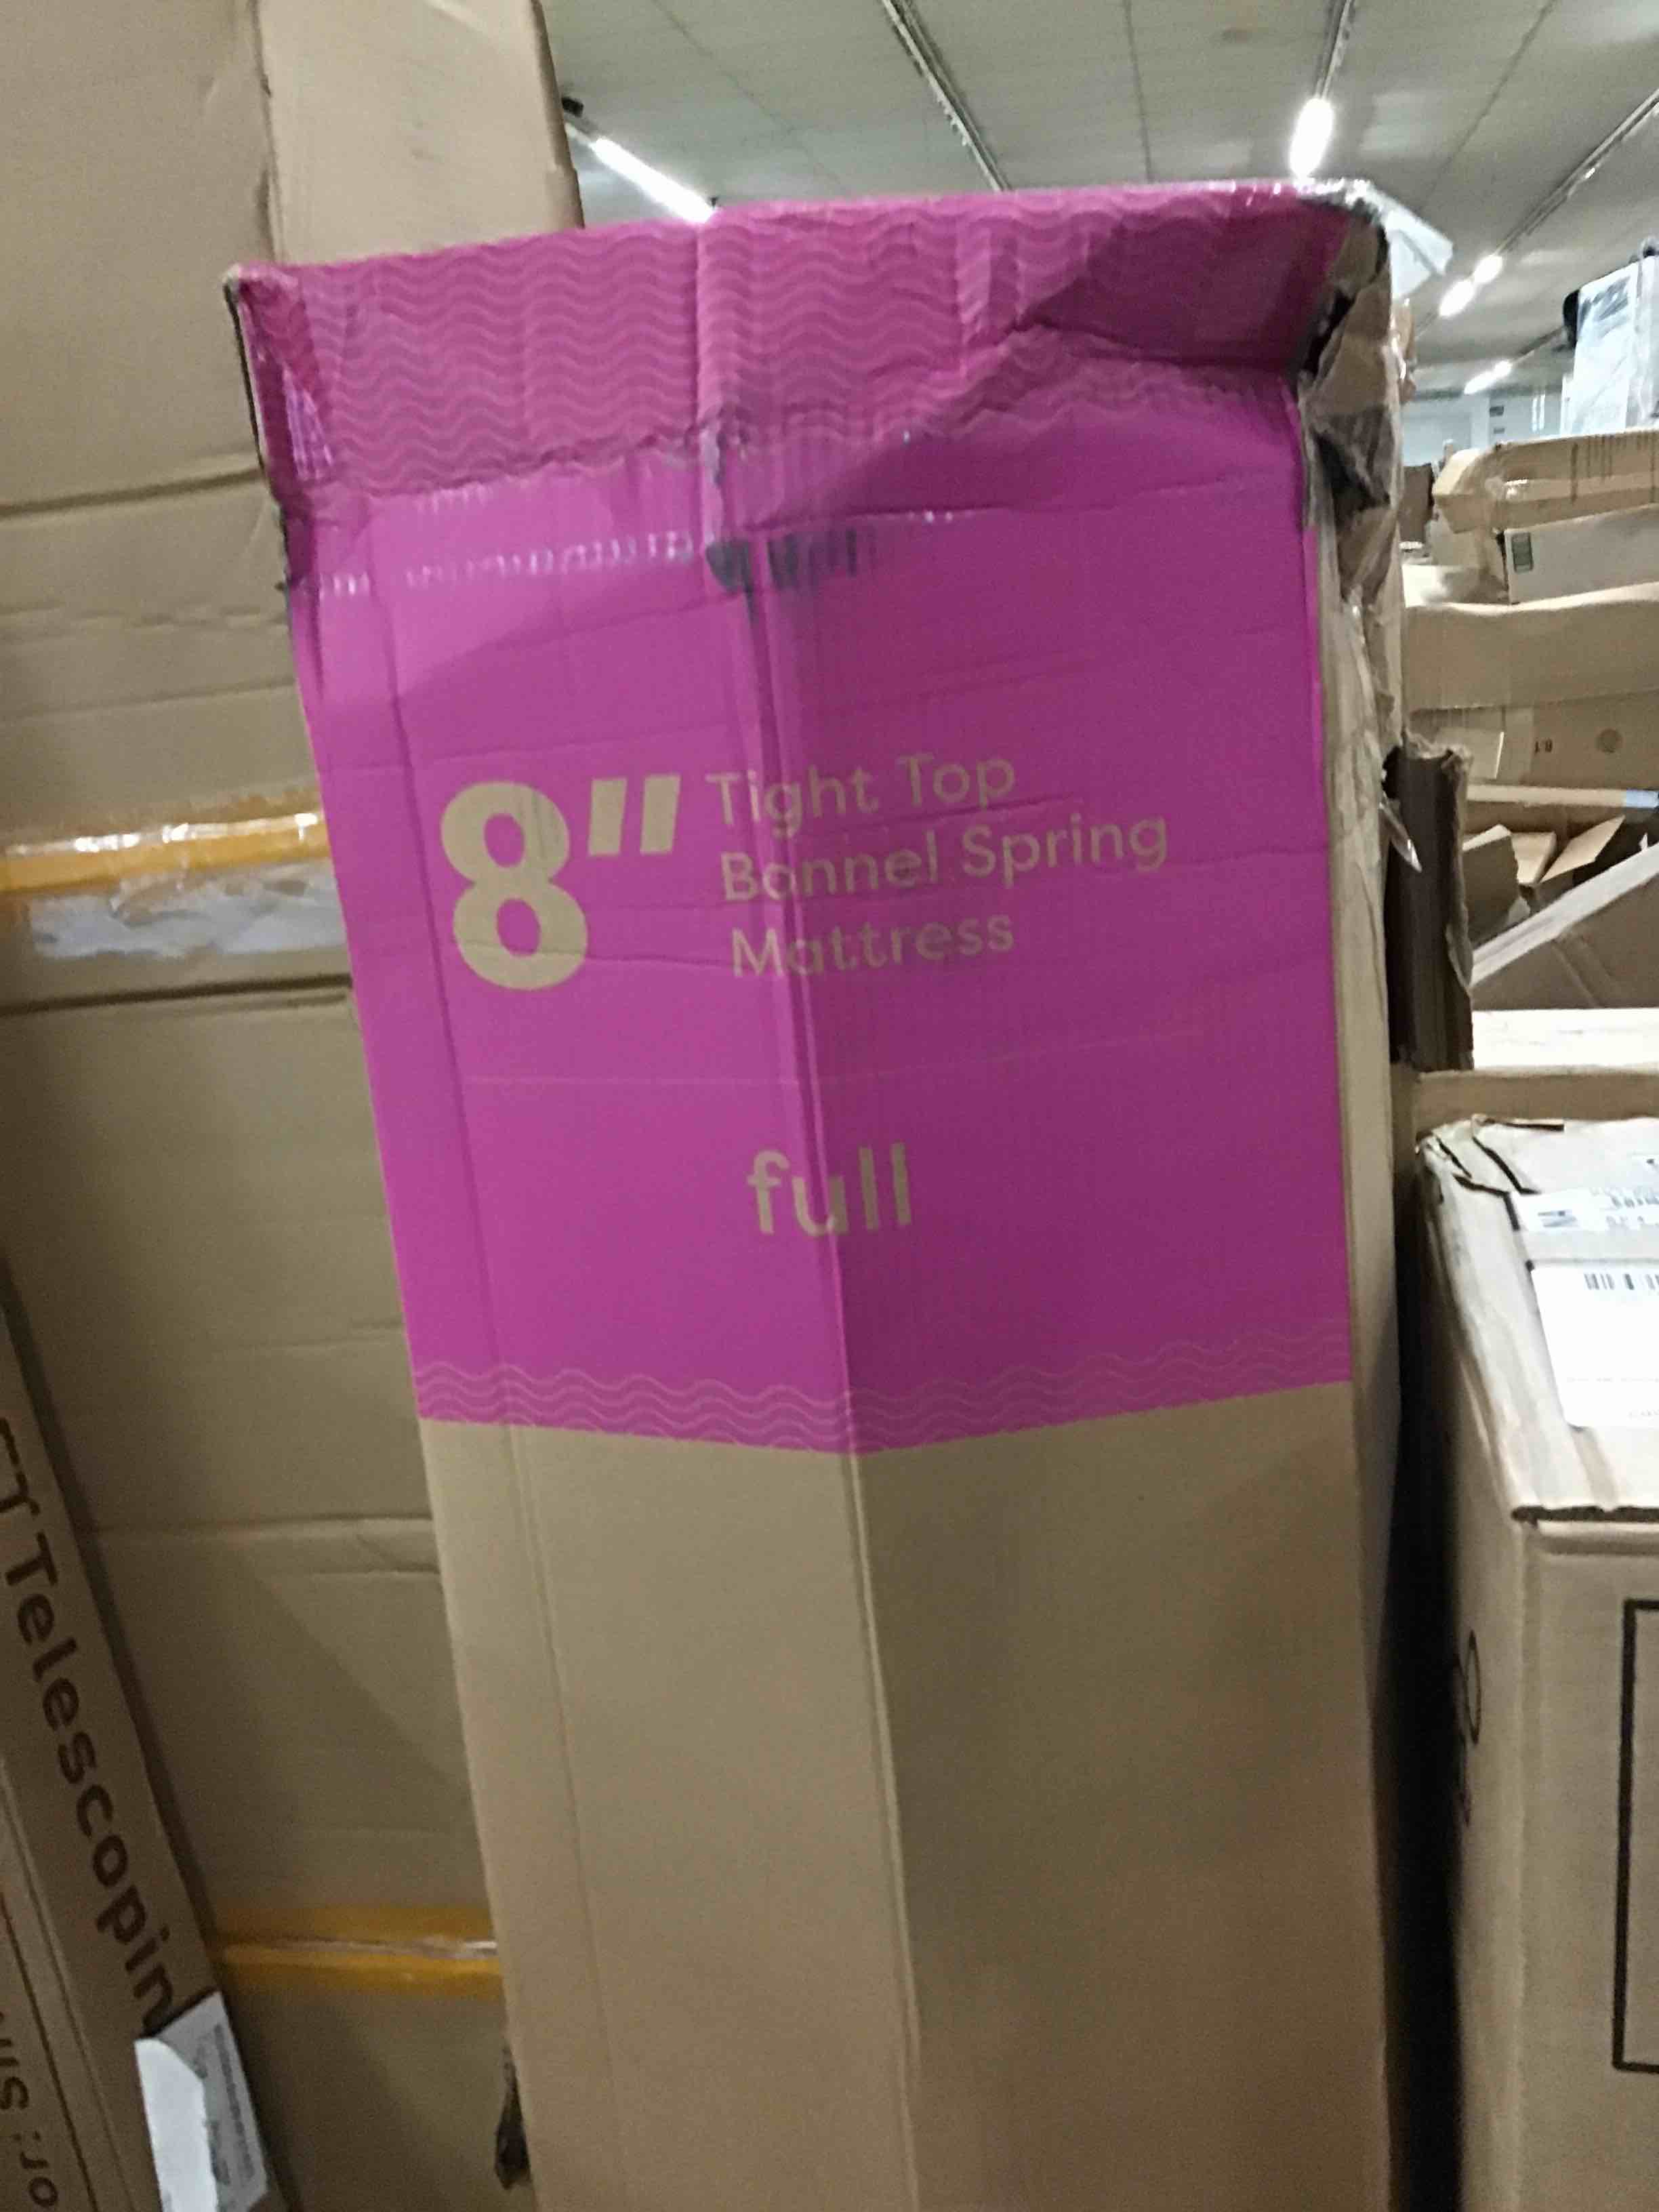 8" Tight Top
Bonnel Spring
Mattress
full
Telescopin